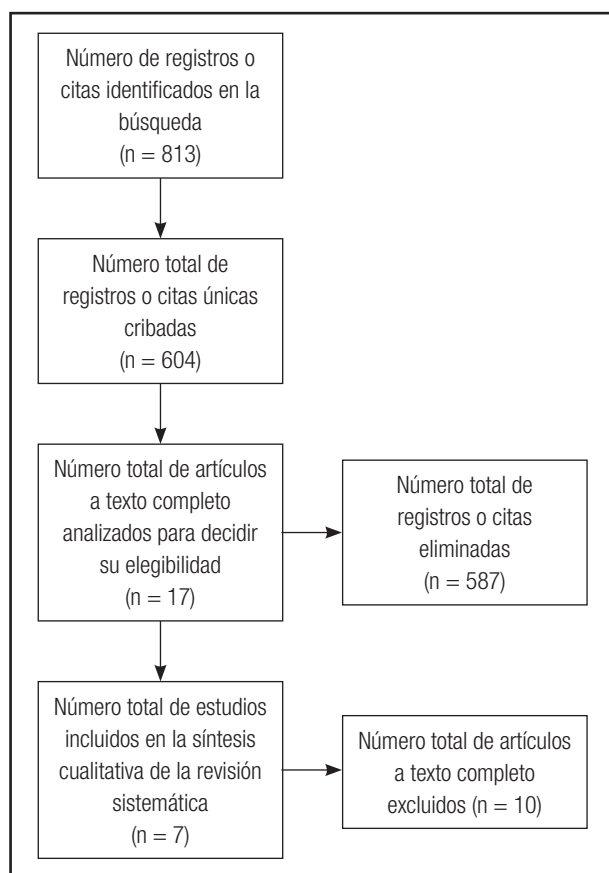 Número de registros o
citas identificados en la
búsqueda
(n = 813)
Número total de
registros o citas únicas
cribadas
(n = 604)
Número total de artículos
a texto completo
analizados para decidir
su elegibilidad
(n = 17)
Número total de
registros o citas
eliminadas
(n = 587)
Número total de estudios
incluidos en la síntesis
cualitativa de la revisión
sistemática
(n = 7)
Número total de artículos
a texto completo
excluidos (n = 10)